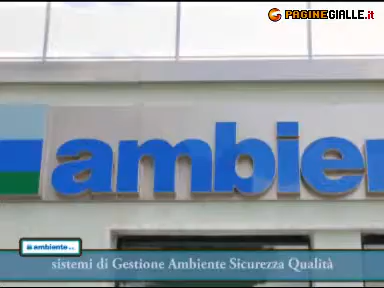 PAGINEGIALLE.it
ambien
ambiente
sistemi di Gestione Ambiente Sicurezza Qualità